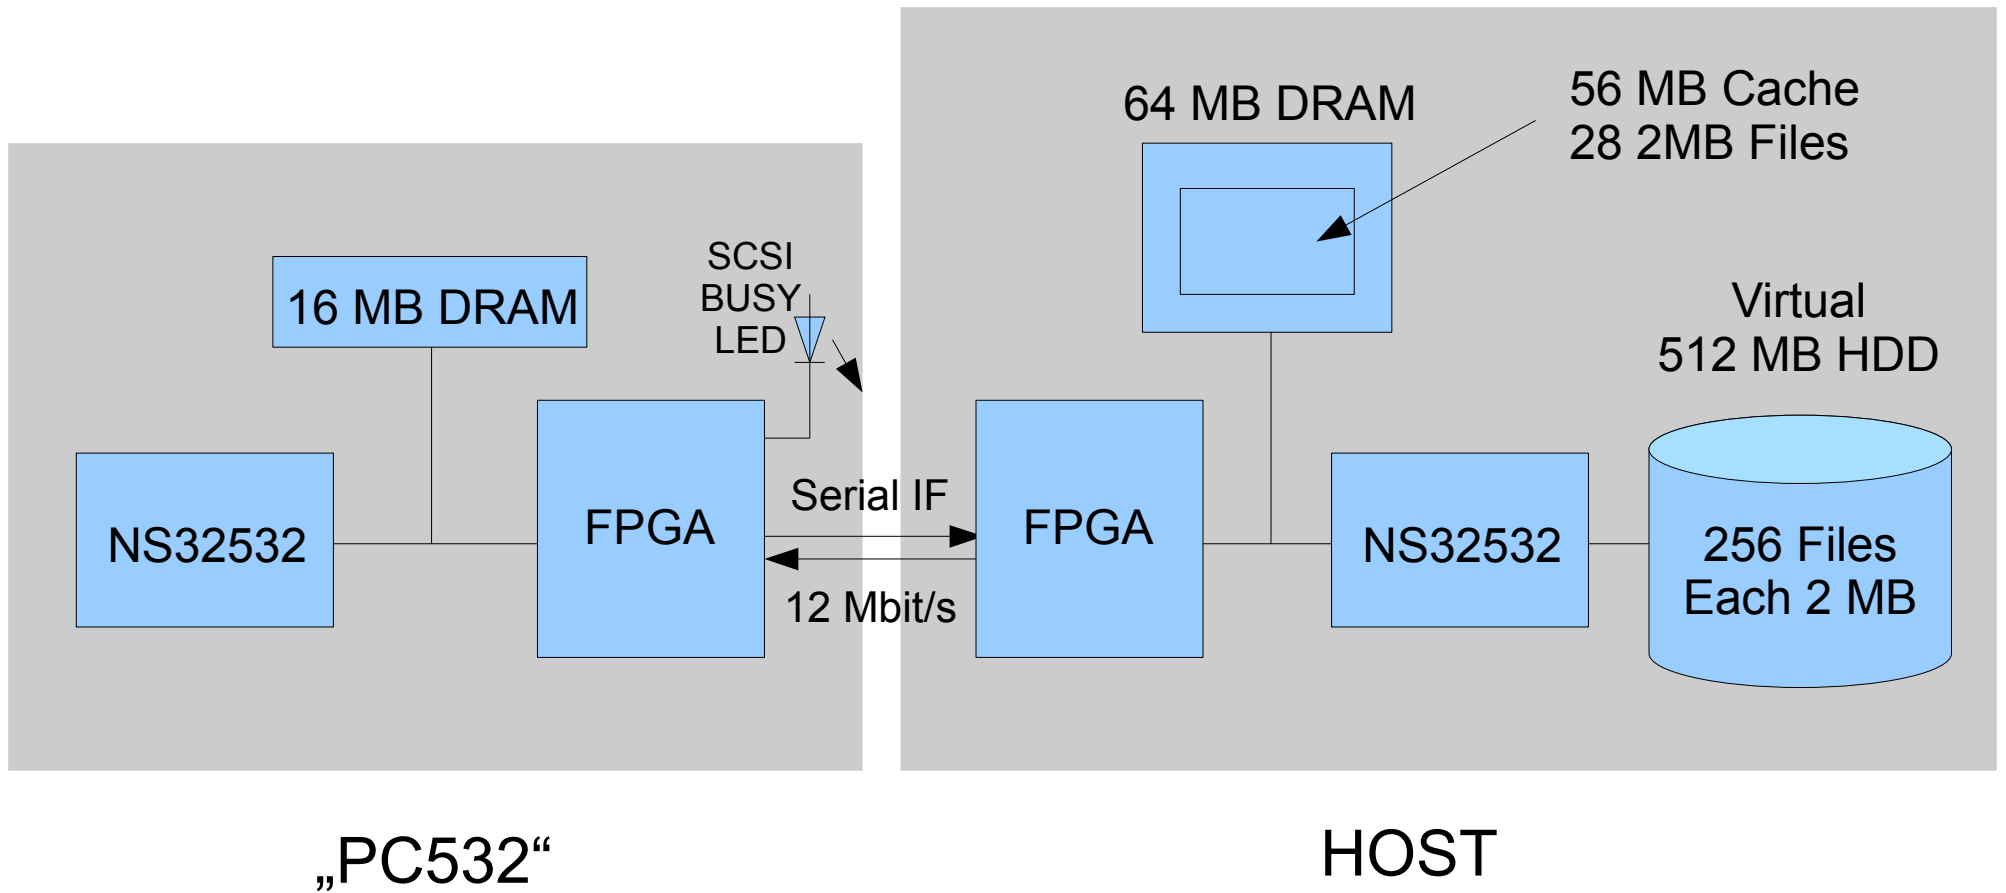 56 MB Cache
28 2MB Files
64 MB DRAM
SCSI
BUSY
LED
16 MB DRAM
Virtual
512 MB HDD
Serial IF
NS32532
FPGA
FPGA
NS32532
256 Files
Each 2 MB
12 Mbit/s
„PC532“
HOST